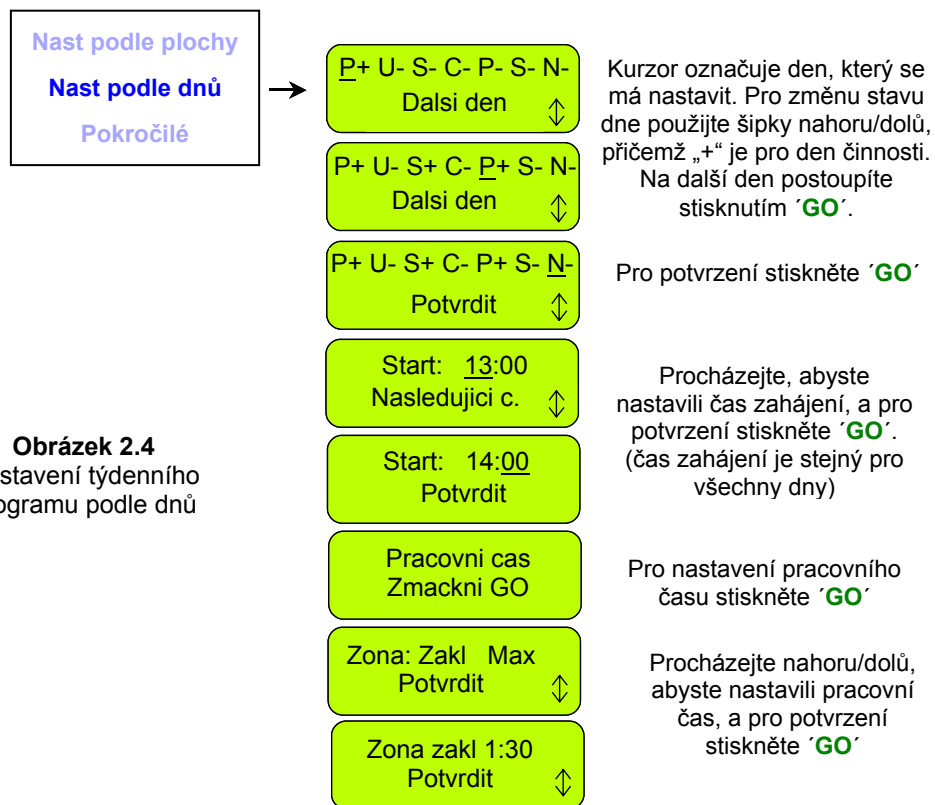 Nast podle plochy
Nast podle dnů
Pokročilé
P+ U- S- C- P- S- N-
Dalsi den
Kurzor označuje den, který se
má nastavit. Pro změnu stavu
dne použijte šipky nahoru/dolů,
přičemž „+“ je pro den činnosti.
Na další den postoupíte
stisknutím ´GO´.
P+ U- S+ C- P+ S- N-
Dalsi den
P+ U- S+ C- P+ S- N-
Potvrdit
Pro potvrzení stiskněte ´GO´
Start: 13:00
Nasledujici c.
Procházejte, abyste
nastavili čas zahájení, a pro
potvrzení stiskněte ´GO´.
(čas zahájení je stejný pro
všechny dny)
Start: 14:00
Potvrdit
Obrázek 2.4
stavení týdenního
ogramu podle dnů
Pracovni cas
Zmackni GO
Pro nastavení pracovního
času stiskněte ´GO´
Zona: Zakl Max
Potvrdit
Procházejte nahoru/dolů,
abyste nastavili pracovní
čas, a pro potvrzení
stiskněte ´GO´
Zona zakl 1:30
Potvrdit